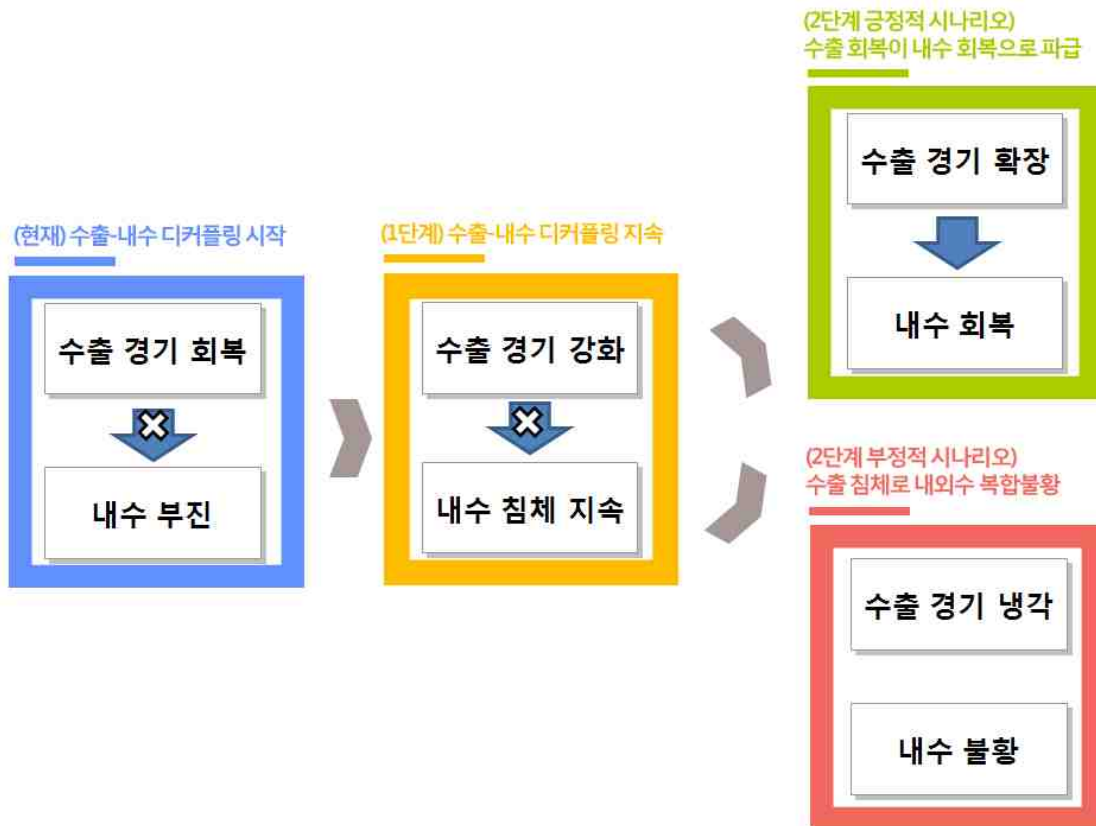 (현재) 수출-내수 디커플링 시작
수출 경기 회복
내수 부진
(1단계) 수출-내수 디커플링 지속
수출 경기 강화
내수 침체 지속
(2단계 긍정적 시나리오)
수출 회복이 내수 회복으로 파급
수출 경기 확장
내수 회복
(2단계 부정적 시나리오)
수출 침체로 내외수 복합불황
수출 경기 냉각
내수 불황